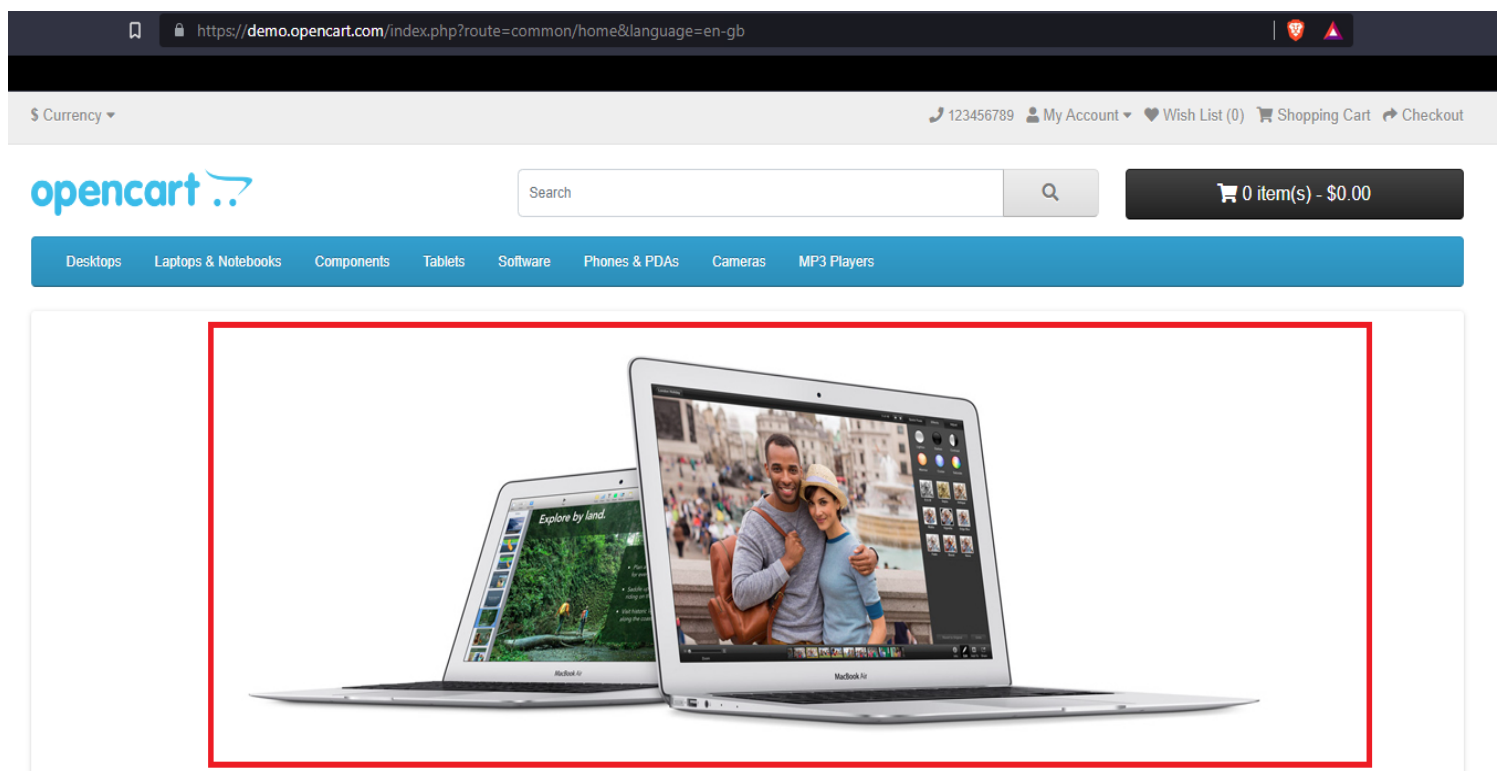 https://demo.opencart.com/index.php?route=common/home&language=en-gb
$ Currency
123456789 My Account Wish List (0) Shopping Cart Checkout
opencart
Search
0 item(s) - $0.00
Desktops Laptops & Notebooks Components Tablets Software Phones & PDAs Cameras MP3 Players
Explore by land.
MacBook Air
MacBook Air